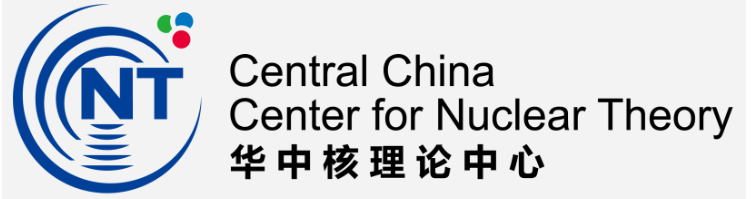 NT
Central China
Center for Nuclear Theory
华中核理论中心